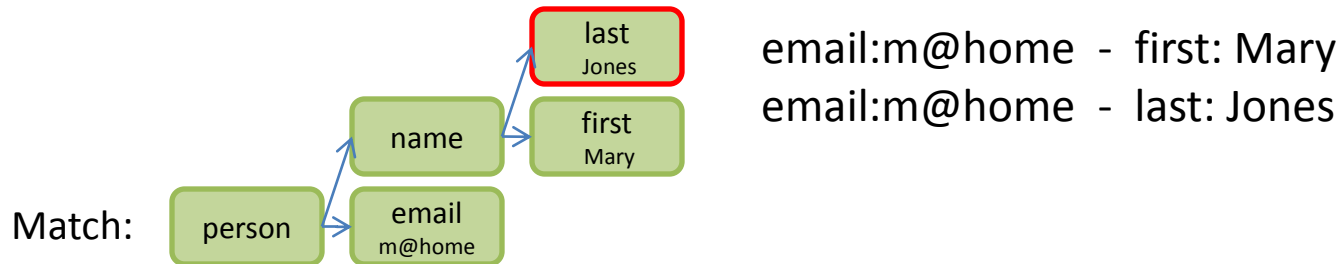 last
Jones
email:m@home - first: Mary
email:m@home - last: Jones
name
first
Mary
Match:
person
email
m@home